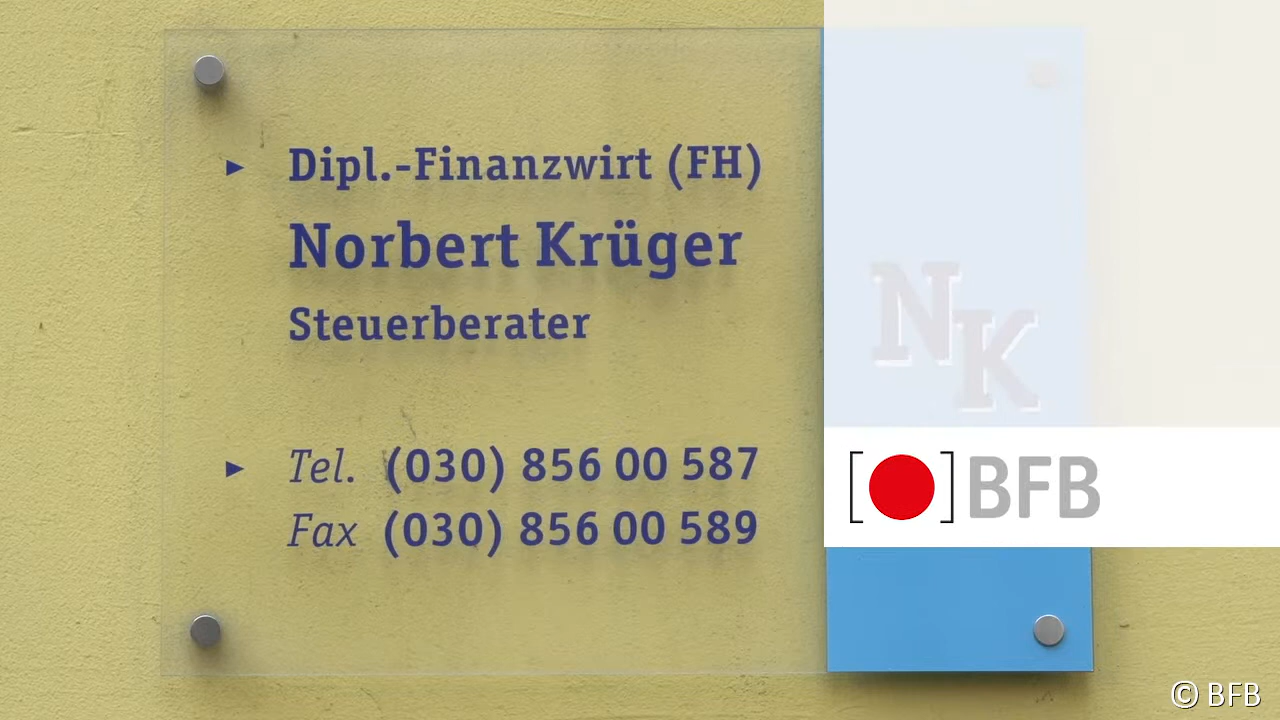 ► Dipl.-Finanzwirt (FH)
Norbert Krüger
Steuerberater
► Tel. (030) 856 00 587
Fax (030) 856 00 589
NK
[●] BFB
© BFB